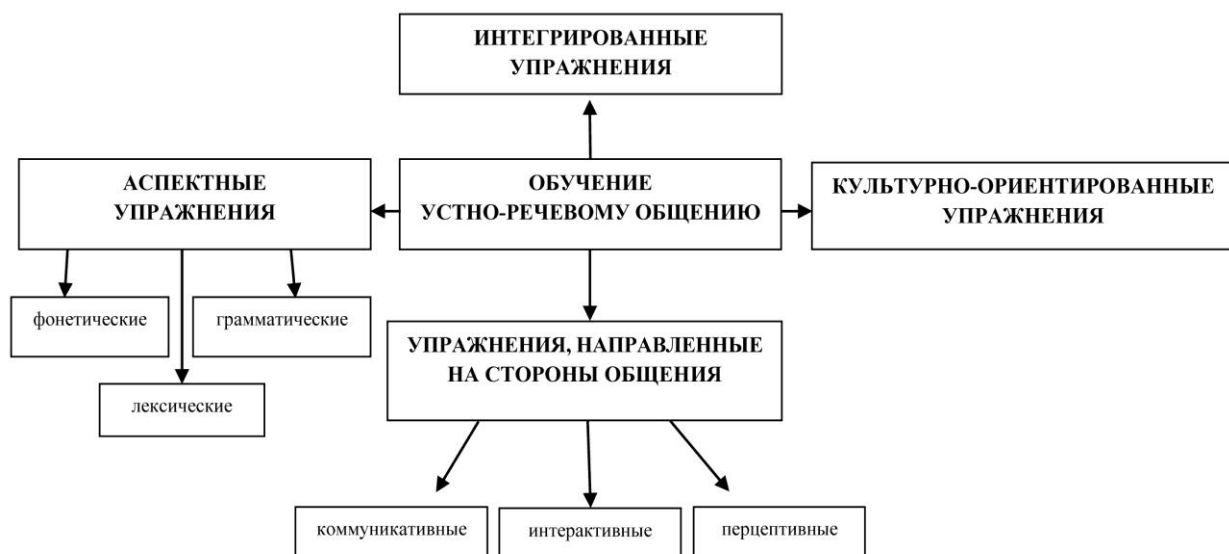 ИНТЕГРИРОВАННЫЕ
УПРАЖНЕНИЯ
АСПЕКТНЫЕ
УПРАЖНЕНИЯ
ОБУЧЕНИЕ
УСТНО-РЕЧЕВОМУ ОБЩЕНИЮ
КУЛЬТУРНО-ОРИЕНТИРОВАННЫЕ
УПРАЖНЕНИЯ
фонетические
грамматические
лексические
УПРАЖНЕНИЯ, НАПРАВЛЕННЫЕ
НА СТОРОНЫ ОБЩЕНИЯ
коммуникативные
интерактивные
перцептивные